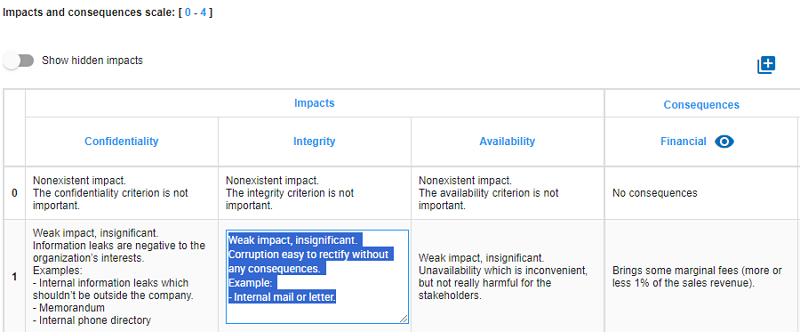 Impacts and consequences scale: [ 0 - 4 ]
Show hidden impacts
Impacts
Consequences
Confidentiality
Integrity
Availability
Financial
0
Nonexistent impact.
The confidentiality criterion is not
important.
Nonexistent impact.
The integrity criterion is not
important.
Nonexistent impact.
The availability criterion is not
important.
No consequences
1
Weak impact, insignificant.
Information leaks are negative to the
organization's interests.
Examples:
- Internal information leaks which
shouldn't be outside the company.
- Memorandum
- Internal phone directory
Weak impact, insignificant.
Corruption easy to rectify without
any consequences.
Example:
- Internal mail or letter.
Weak impact, insignificant.
Unavailability which is inconvenient,
but not really harmful for the
stakeholders.
Brings some marginal fees (more or
less 1% of the sales revenue).